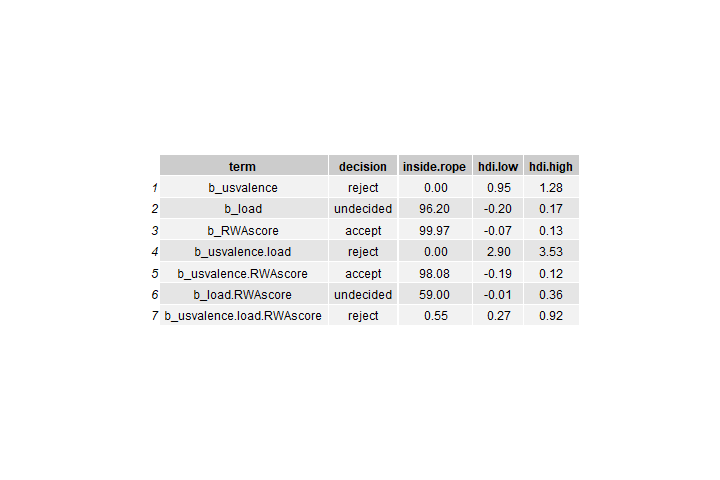 term decision inside.rope hdi.low hdi.high
1 b_usvalence reject 0.00 0.95 1.28
2 b_load undecided 96.20 -0.20 0.17
3 b_RWAscore accept 99.97 -0.07 0.13
4 b_usvalence.load reject 0.00 2.90 3.53
5 b_usvalence.RWAscore accept 98.08 -0.19 0.12
6 b_load.RWAscore undecided 59.00 -0.01 0.36
7 b_usvalence.load.RWAscore reject 0.55 0.27 0.92